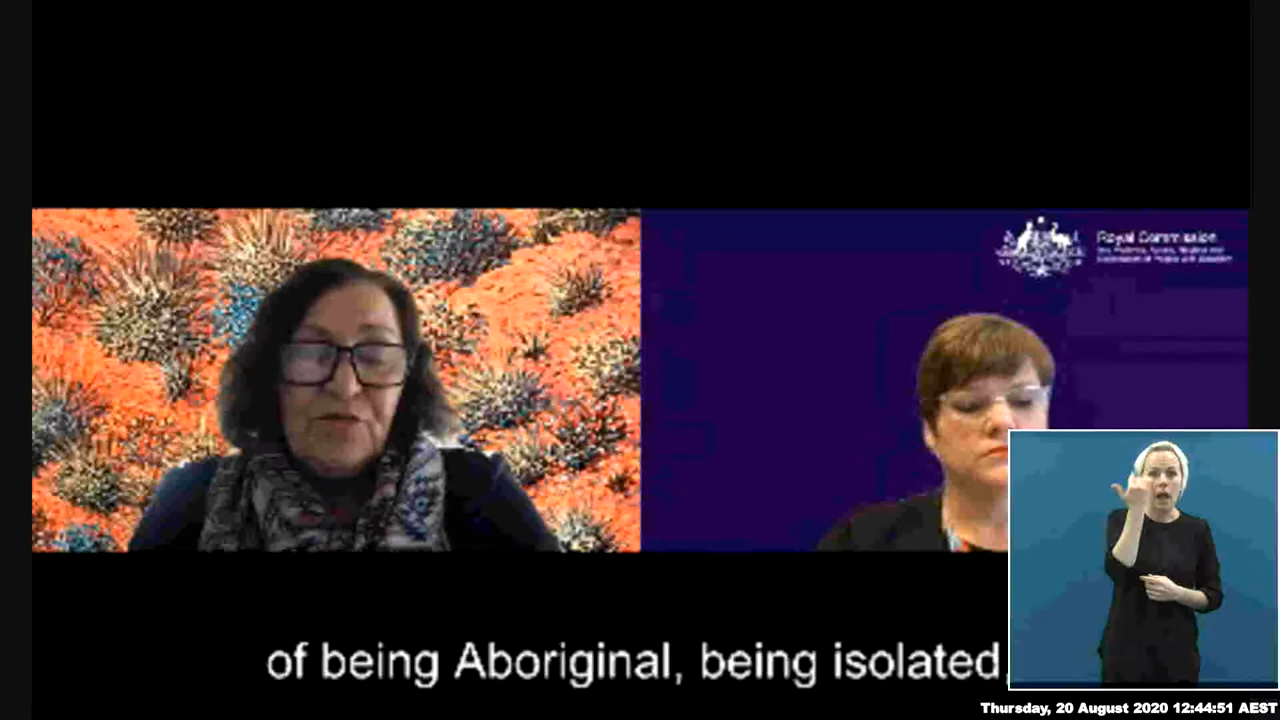 Royal Commission
of being Aboriginal, being isolated,
Thursday, 20 August 2020 12:44:51 AEST